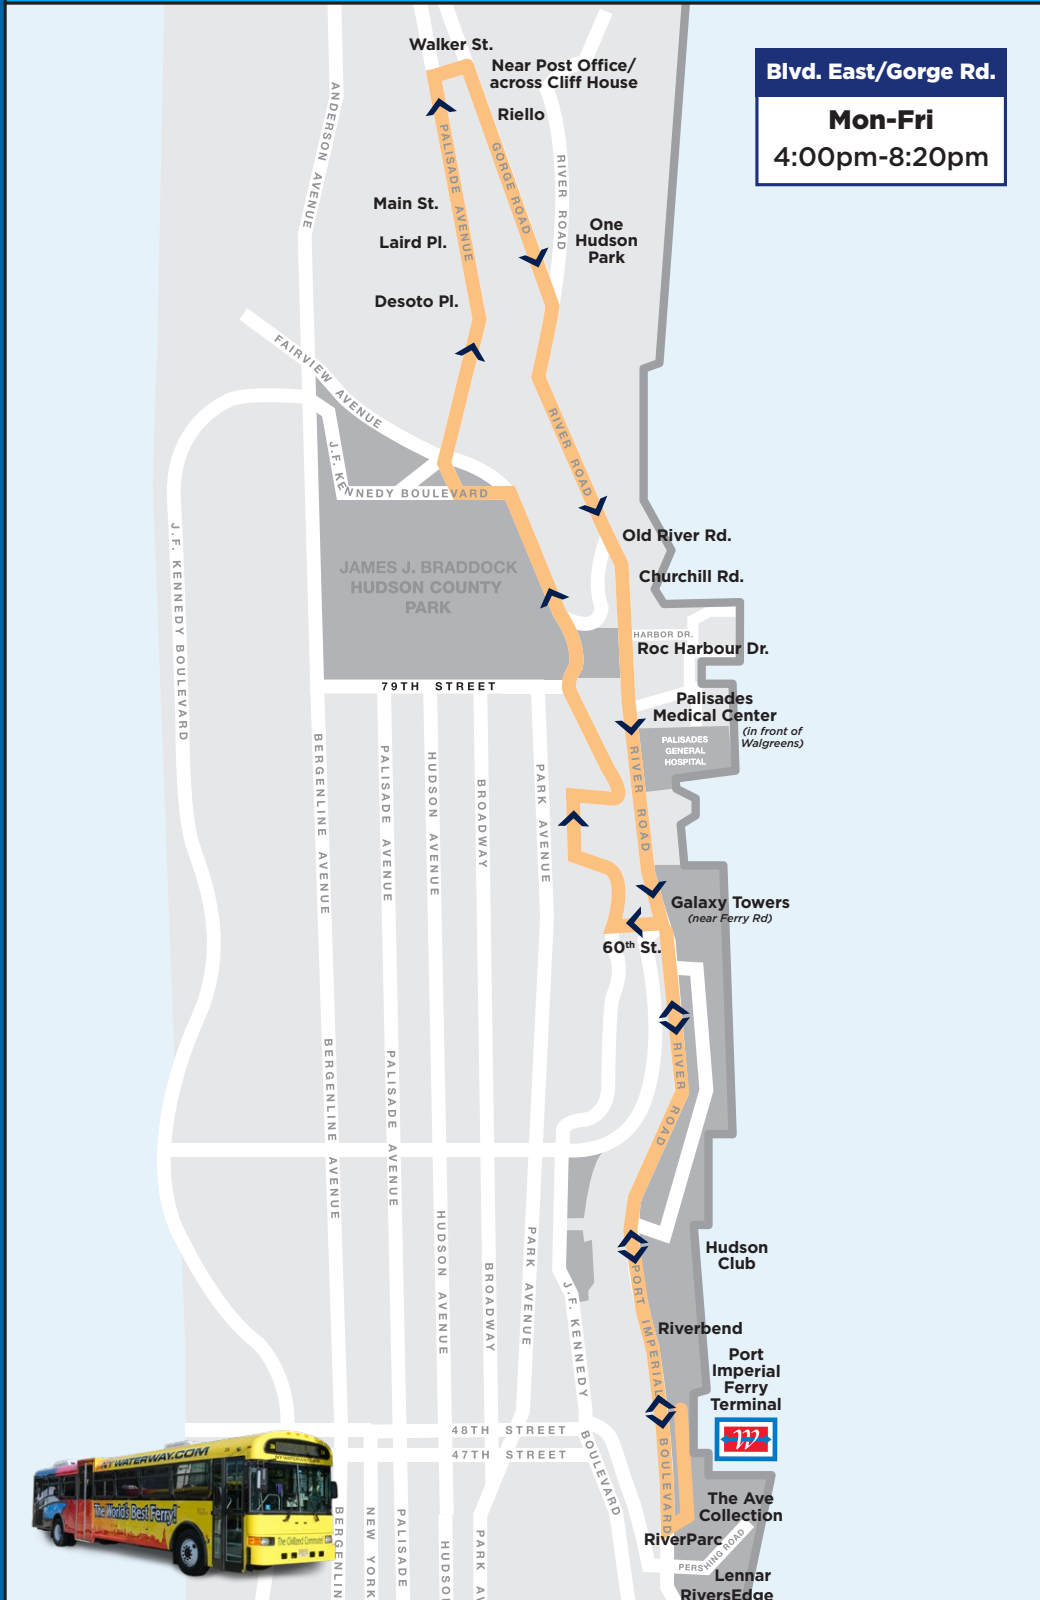 Walker St.
Near Post Office/
across Cliff House
Riello
Blvd. East/Gorge Rd.
Mon-Fri
4:00pm-8:20pm
ANDERSON AVENUE
PALISADE AVENUE
GORGE ROAD
RIVER ROAD
Main St.
Laird Pl.
One
Hudson
Park
Desoto Pl.
FAIRVIEW AVENUE
RIVER ROAD
J.F. KENNEDY BOULEVARD
JAMES J. BRADDOCK
HUDSON COUNTY
PARK
Old River Rd.
Churchill Rd.
HARBOR DR.
Roc Harbour Dr.
J.F. KENNEDY BOULEVARD
79TH STREET
Palisades
Medical Center
(in front of
Walgreens)
PALISADES
GENERAL
HOSPITAL
BERGENLINE AVENUE
PALISADE AVENUE
HUDSON AVENUE
BROADWAY
PARK AVENUE
RIVER ROAD
Galaxy Towers
(near Ferry Rd)
60th St.
BERGENLINE AVENUE
PALISADE AVENUE
RIVER ROAD
HUDSON AVENUE
BROADWAY
PARK AVENUE
Hudson
Club
J.F. KENNEDY
BOULEVARD
PORT IMPERIAL
BOULEVARD
Riverbend
Port
Imperial
Ferry
Terminal
W
48TH STREET
47TH STREET
NYWATERWAY.COM
The World's Best Ferry!
The Civilized Commute
The Ave
Collection
RiverParc
PERSHING ROAD
Lennar
RiversEdge
BERGENLIN
NEW YORK
PALISADE
HUDSO
PARK AV